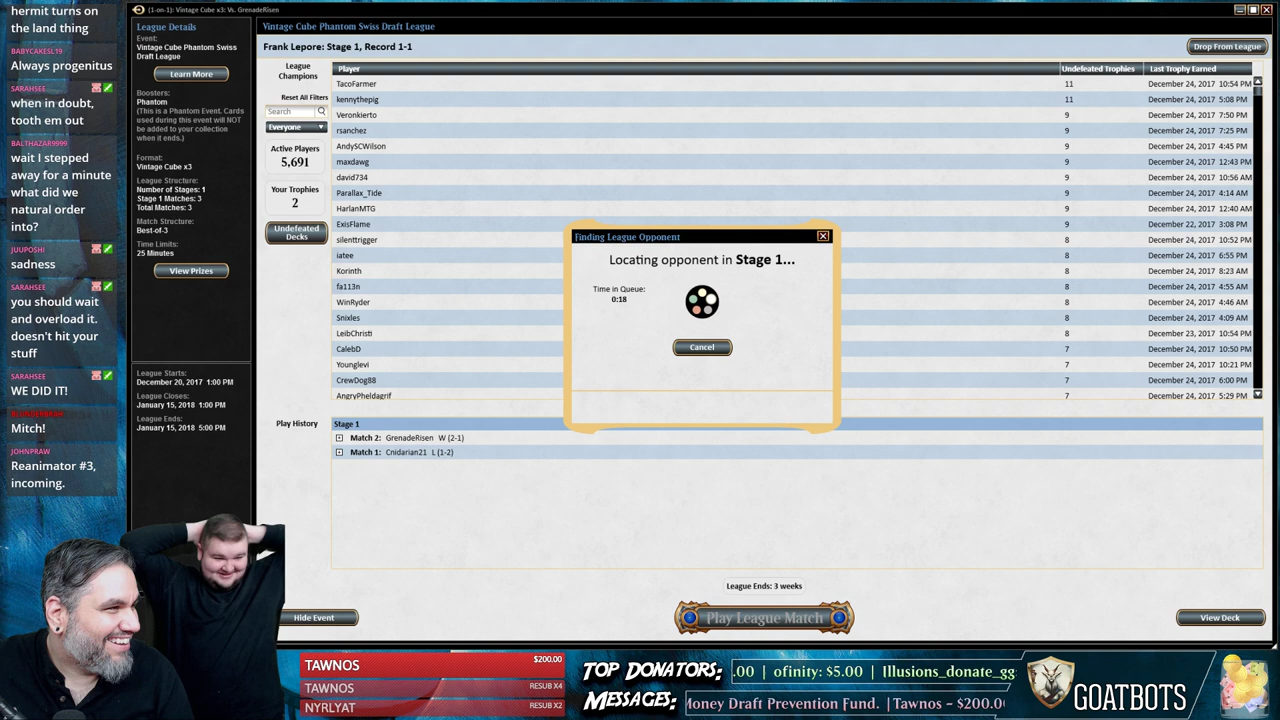 hermit turns on
the land thing
BABYCAKESL19
Always progenitus
SARAHSEE
when in doubt,
tooth em out
BALTHAZAR9999
wait I stepped
away for a minute
what did we
natural order
into?
JUUPOSHI
sadness
SARAHSEE
you should wait
and overload it.
doesn't hit your
stuff
SARAHSEE
WE DID IT!
Mitch!
JOHNPRAW
Reanimator #3,
incoming.
(1-on-1): Vintage Cube x3: Vs. GrenadeRisen
League Details
Event:
Vintage Cube Phantom Swiss
Draft League
Learn More
Boosters:
Phantom
(This is a Phantom Event. Cards
used during this event will NOT
be added to your collection
when it ends.)
Format:
Vintage Cube x3
League Structure:
Number of Stages: 1
Stage 1 Matches: 3
Total Matches: 3
Match Structure:
Best-of-3
Time Limits:
25 Minutes
View Prizes
League Starts:
December 20, 2017 1:00 PM
League Closes:
January 15, 2018 1:00 PM
League Ends:
January 15, 2018 5:00 PM
Vintage Cube Phantom Swiss Draft League
Frank Lepore: Stage 1, Record 1-1
Drop From League
League
Champions
Reset All Filters
Search
Everyone
Active Players
5,691
Your Trophies
2
Undefeated
Decks
Player Undefeated Trophies Last Trophy Earned
TacoFarmer 11 December 24, 2017 10:54 PM
kennythepig 11 December 24, 2017 5:08 PM
Veronkierto 9 December 24, 2017 7:50 PM
rsanchez 9 December 24, 2017 7:25 PM
AndySCWilson 9 December 24, 2017 4:45 PM
maxdawg 9 December 24, 2017 12:43 PM
david734 9 December 24, 2017 10:56 AM
Parallax_Tide 9 December 24, 2017 4:14 AM
HarlanMTG 9 December 24, 2017 12:40 AM
ExisFlame 9 December 22, 2017 3:08 PM
silenttrigger 8 December 24, 2017 10:52 PM
iatee 8 December 24, 2017 6:55 PM
Korinth 8 December 24, 2017 8:23 AM
fa113n 8 December 24, 2017 4:55 AM
WinRyder 8 December 24, 2017 4:46 AM
Snixles 8 December 24, 2017 4:09 AM
LeibChristi 8 December 23, 2017 10:54 PM
CalebD 7 December 24, 2017 10:50 PM
Younglevi 7 December 24, 2017 10:21 PM
CrewDog88 7 December 24, 2017 6:00 PM
AngryPheldagrif 7 December 24, 2017 5:29 PM
Finding League Opponent
Locating opponent in Stage 1...
Time in Queue:
0:18
Cancel
Play History
Stage 1
Match 2: GrenadeRisen W (2-1)
Match 1: Cnidarian21 L (1-2)
League Ends: 3 weeks
Hide Event
Play League Match
View Deck
TAWNOS $200.00
TAWNOS RESUB X4
NYRLYAT RESUB X2
TOP DONATORS: .00 | ofinity: $5.00 | Illusions_donate_gg
MESSAGES: Money Draft Prevention Fund. |Tawnos - $200.0
GOATBOTS